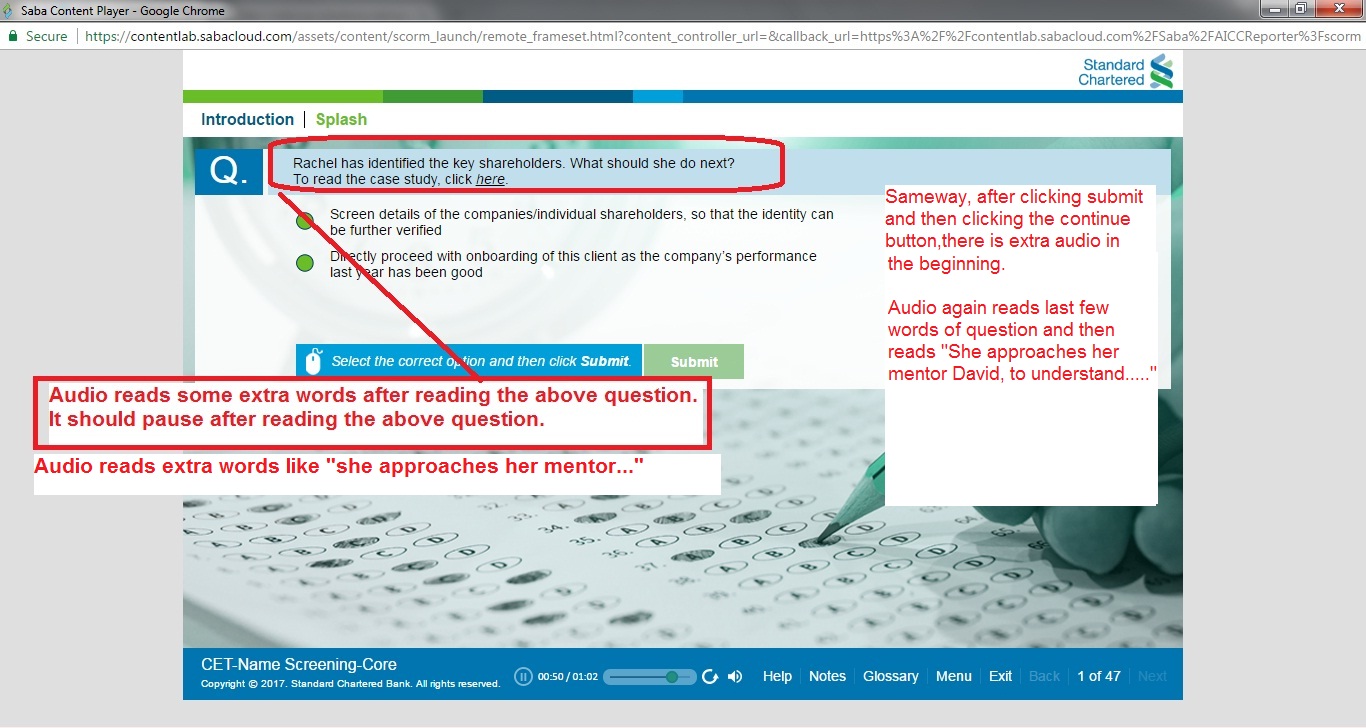 Saba Content Player - Google Chrome
Secure | https://contentlab.sabacloud.com/assets/content/scorm_launch/remote_frameset.html?content_controller_url=&callback_url=https%3A%2F%2Fcontentlab.sabacloud.com%2FSaba%2FAICCReporter%3Fscorm
Standard
Chartered
Introduction | Splash
Q.
Rachel has identified the key shareholders. What should she do next?
To read the case study, click here.
Screen details of the companies/individual shareholders, so that the identity can
be further verified
Directly proceed with onboarding of this client as the company's performance
last year has been good
Select the correct option and then click Submit.
Submit
Sameway, after clicking submit
and then clicking the continue
button,there is extra audio in
the beginning.
Audio again reads last few
words of question and then
reads "She approaches her
mentor David, to understand....."
Audio reads some extra words after reading the above question.
It should pause after reading the above question.
Audio reads extra words like "she approaches her mentor..."
32.
33.
34.
35.
36.
37.
38.
64.
CET-Name Screening-Core
Copyright © 2017. Standard Chartered Bank. All rights reserved.
00:50 / 01:02
Help
Notes
Glossary
Menu
Exit
Back
1 of 47
Next